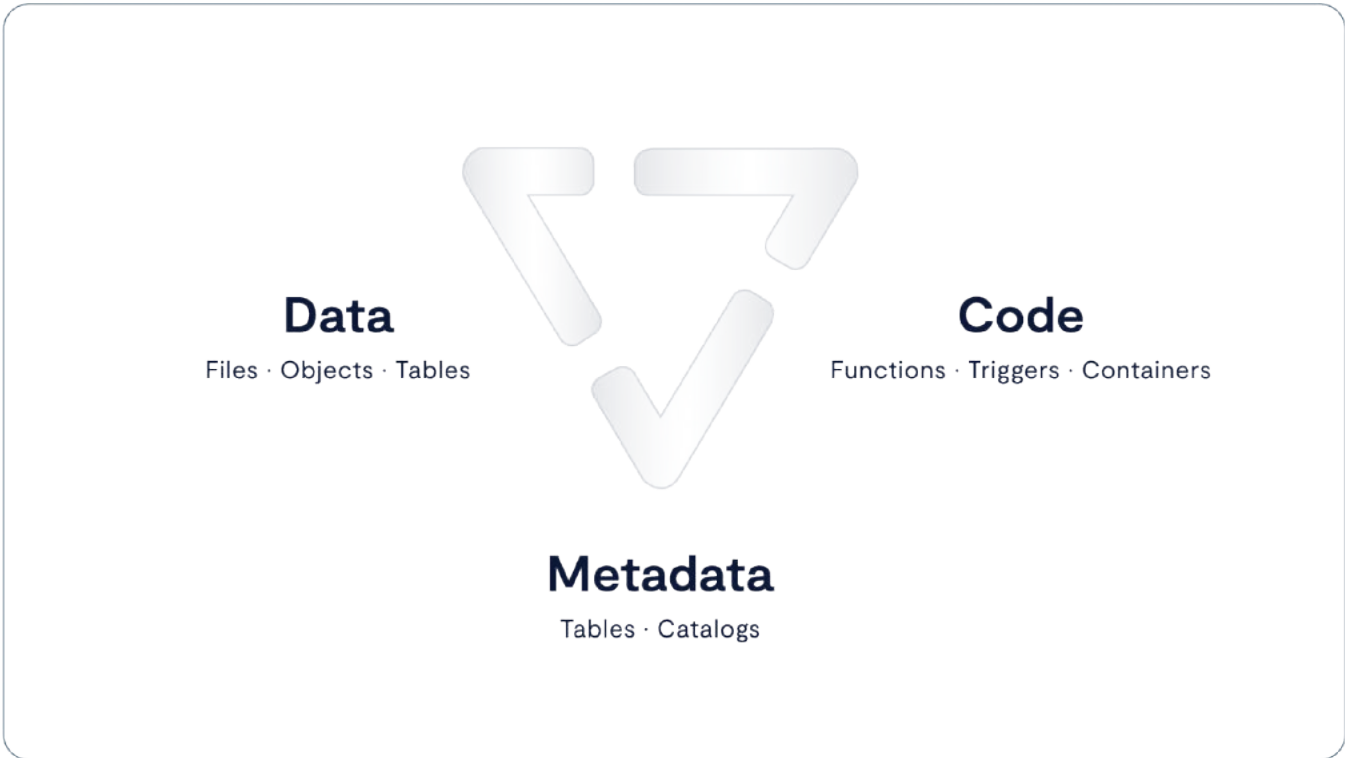 Data
Files · Objects · Tables
Code
Functions · Triggers · Containers
Metadata
Tables · Catalogs